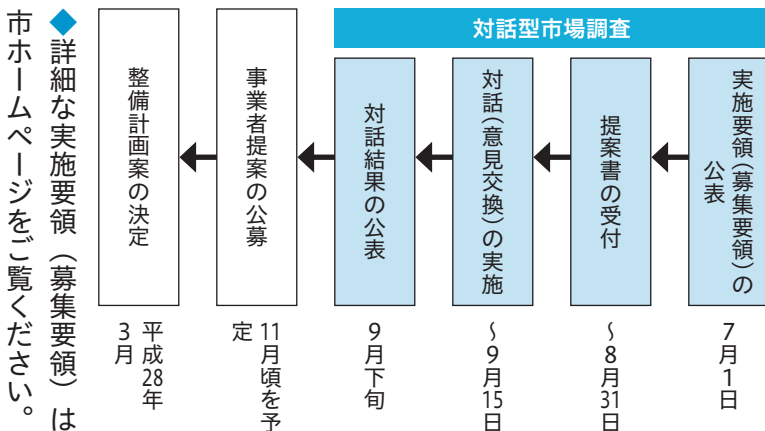 対話型市場調査
実施要領（募集要領）の
公表
7月1日
提案書の受付
～8月31日
対話（意見交換）の実施
～9月15日
対話結果の公表
9月下旬
事業者提案の公募
11月頃を予
定
整備計画案の決定
平成28年
3月
◆詳細な実施要領（募集要領）は
市ホームページをご覧ください。